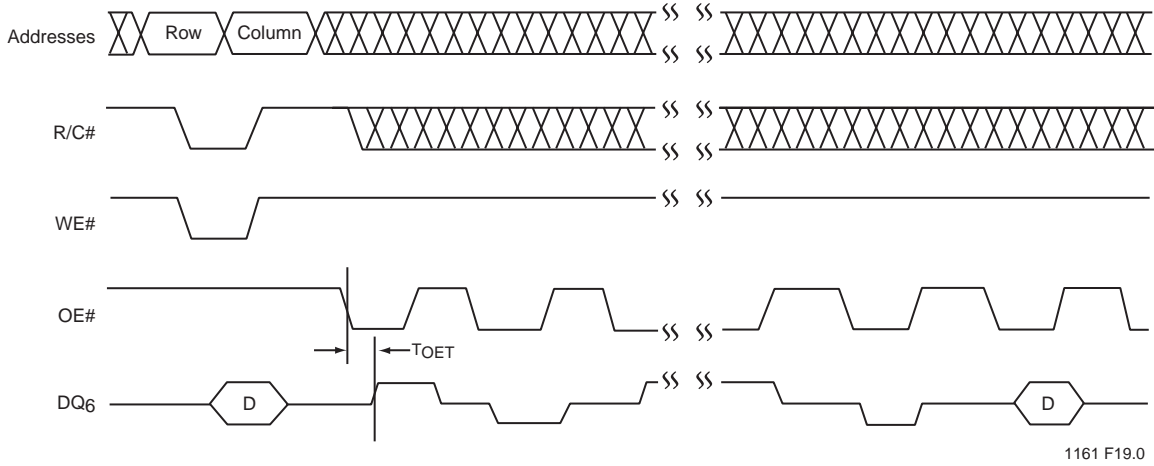 Addresses
Row
Column
R/C#
WE#
OE#
TOET
DQ6
D
D
1161 F19.0